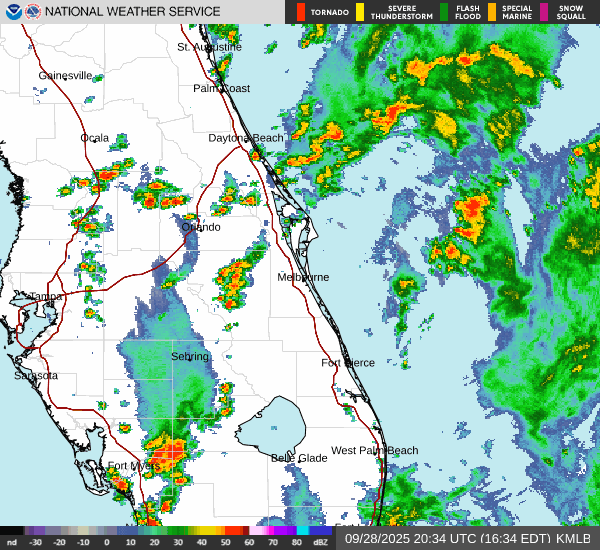 NATIONAL WEATHER SERVICE
TORNADO
SEVERE THUNDERSTORM
FLASH FLOOD
SPECIAL MARINE
SNOW SQUALL
St. Augustine
Gainesville
Palm Coast
Ocala
Daytona Beach
Orlando
Melbourne
Tampa
Sebring
Fort Pierce
Sarasota
West Palm Beach
Belle Glade
Fort Myers
nd -30 -20 -10 0 10 20 30 40 50 60 70 80 dBZ
09/28/2025 20:34 UTC (16:34 EDT) KMLB